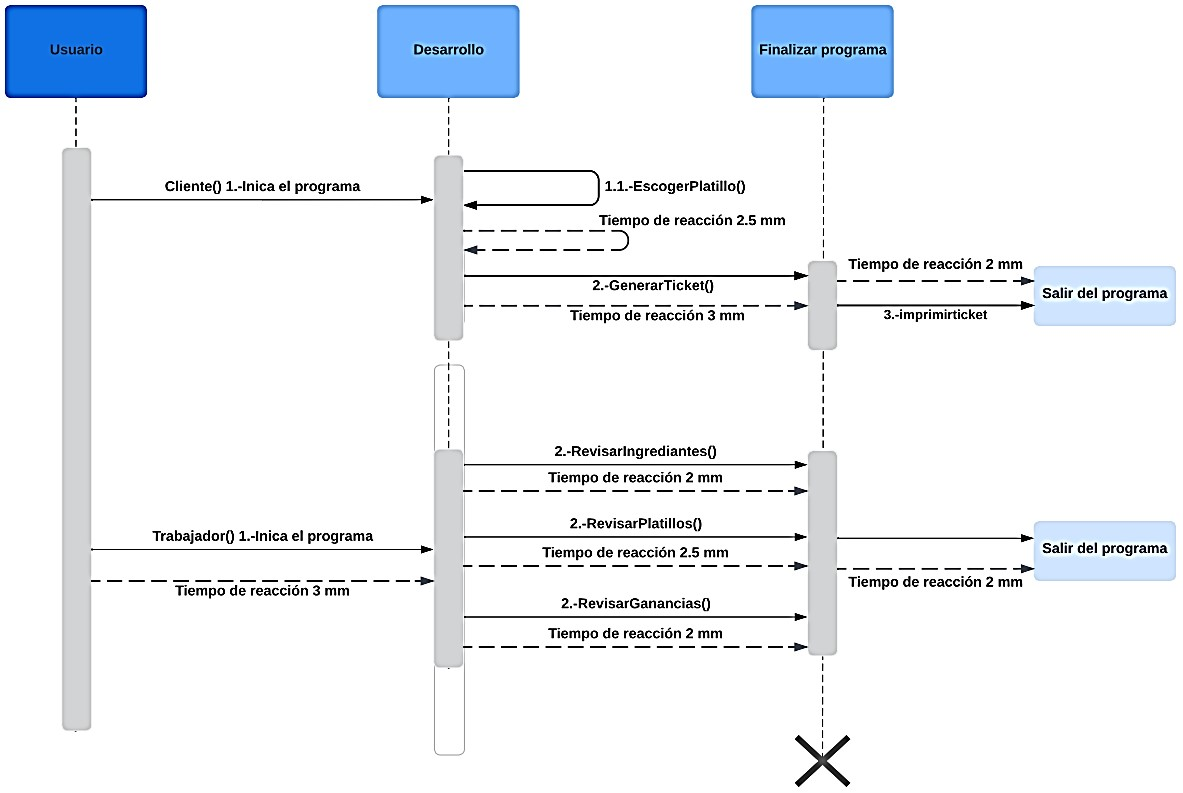 Usuario
Desarrollo
Finalizar programa
Cliente() 1.-Inica el programa
1.1.-EscogerPlatillo()
Tiempo de reacción 2.5 mm
2.-GenerarTicket()
Tiempo de reacción 3 mm
Tiempo de reacción 2 mm
3.-imprimirticket
Salir del programa
2.-RevisarIngrediantes()
Tiempo de reacción 2 mm
Trabajador() 1.-Inica el programa
Tiempo de reacción 3 mm
2.-RevisarPlatillos()
Tiempo de reacción 2.5 mm
2.-RevisarGanancias()
Tiempo de reacción 2 mm
Salir del programa
Tiempo de reacción 2 mm